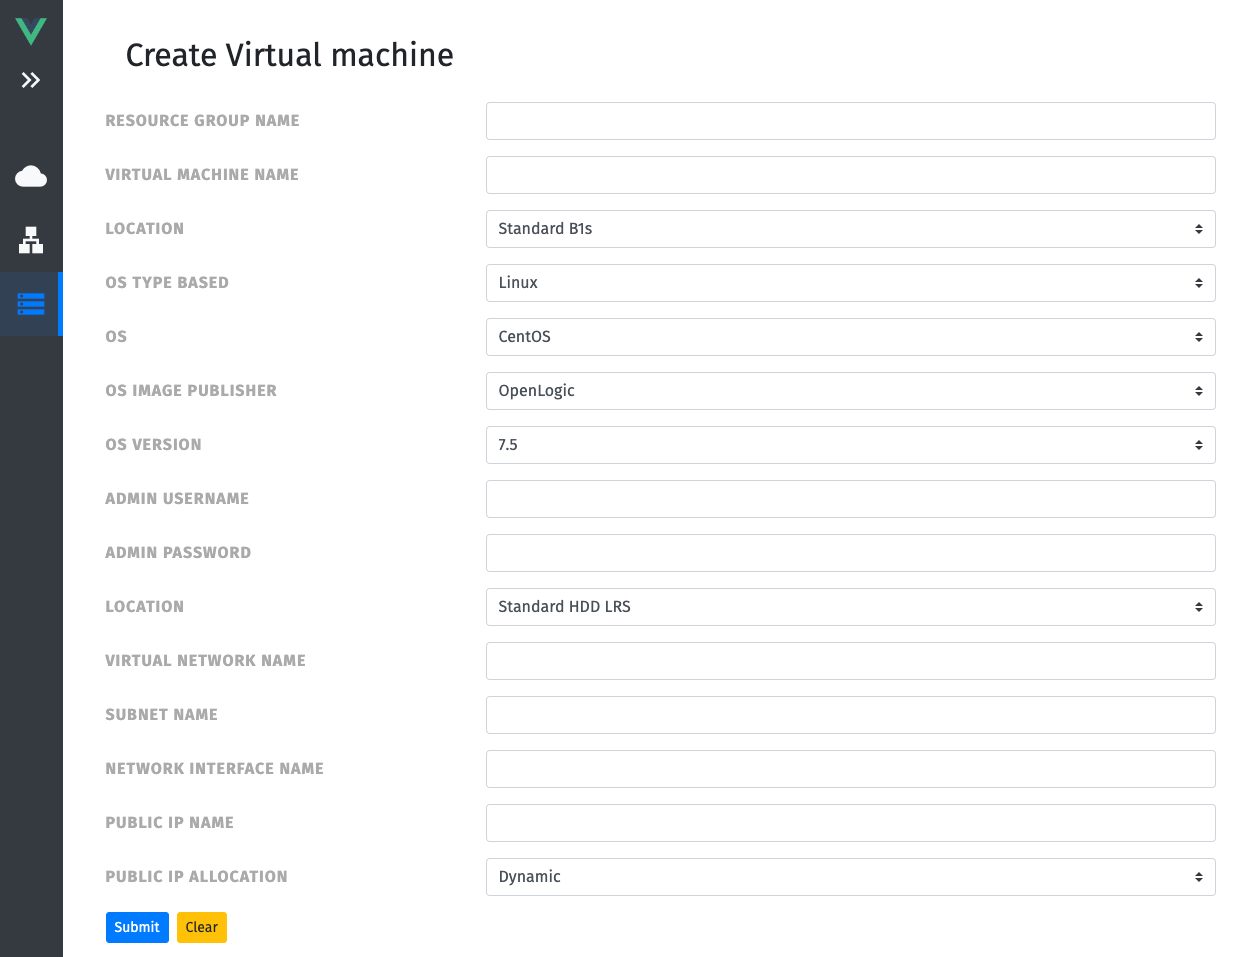 Create Virtual machine
RESOURCE GROUP NAME
VIRTUAL MACHINE NAME
LOCATION Standard B1s
OS TYPE BASED Linux
OS CentOS
OS IMAGE PUBLISHER OpenLogic
OS VERSION 7.5
ADMIN USERNAME
ADMIN PASSWORD
LOCATION Standard HDD LRS
VIRTUAL NETWORK NAME
SUBNET NAME
NETWORK INTERFACE NAME
PUBLIC IP NAME
PUBLIC IP ALLOCATION Dynamic
Submit Clear